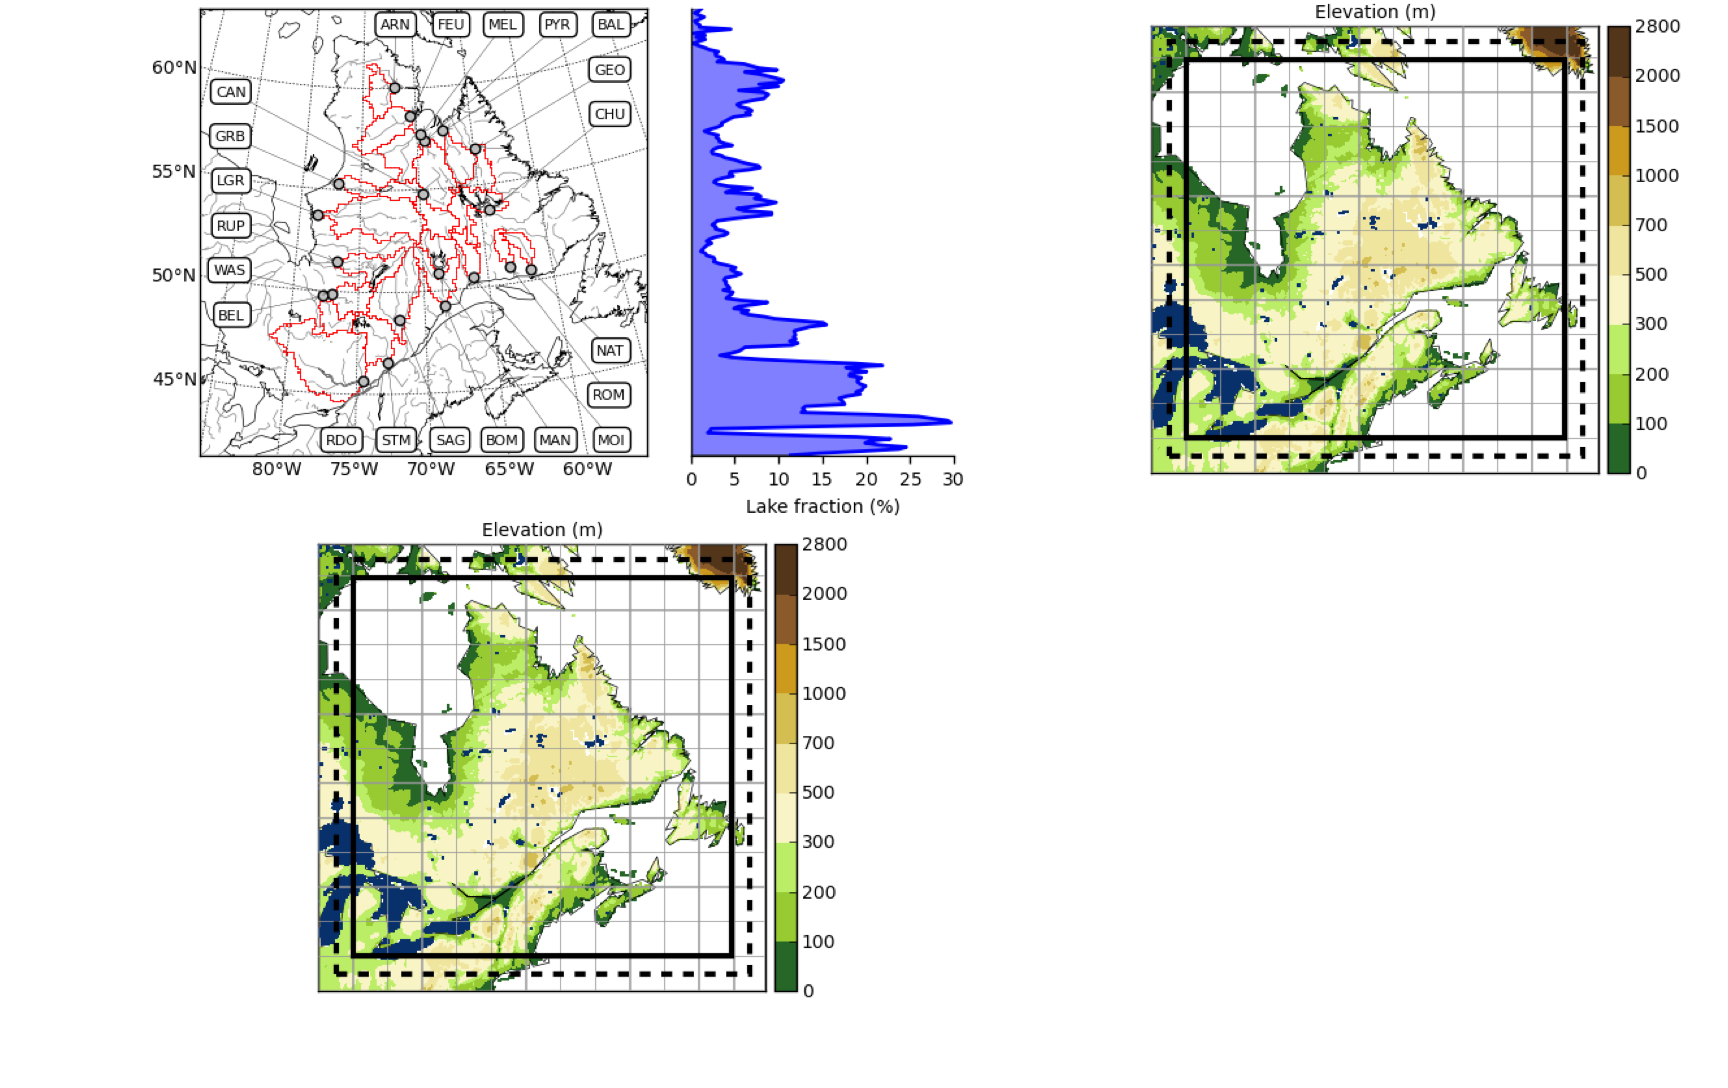 ARN FEU MEL PYR BAL
GEO
CHU
CAN
GRB
LGR
RUP
WAS
BEL
NAT
ROM
RDO STM SAG BOM MAN MOI
60°N
55°N
50°N
45°N
80°W 75°W 70°W 65°W 60°W
0 5 10 15 20 25 30
Lake fraction (%)
Elevation (m)
2800
2000
1500
1000
700
500
300
200
100
0
Elevation (m)
2800
2000
1500
1000
700
500
300
200
100
0